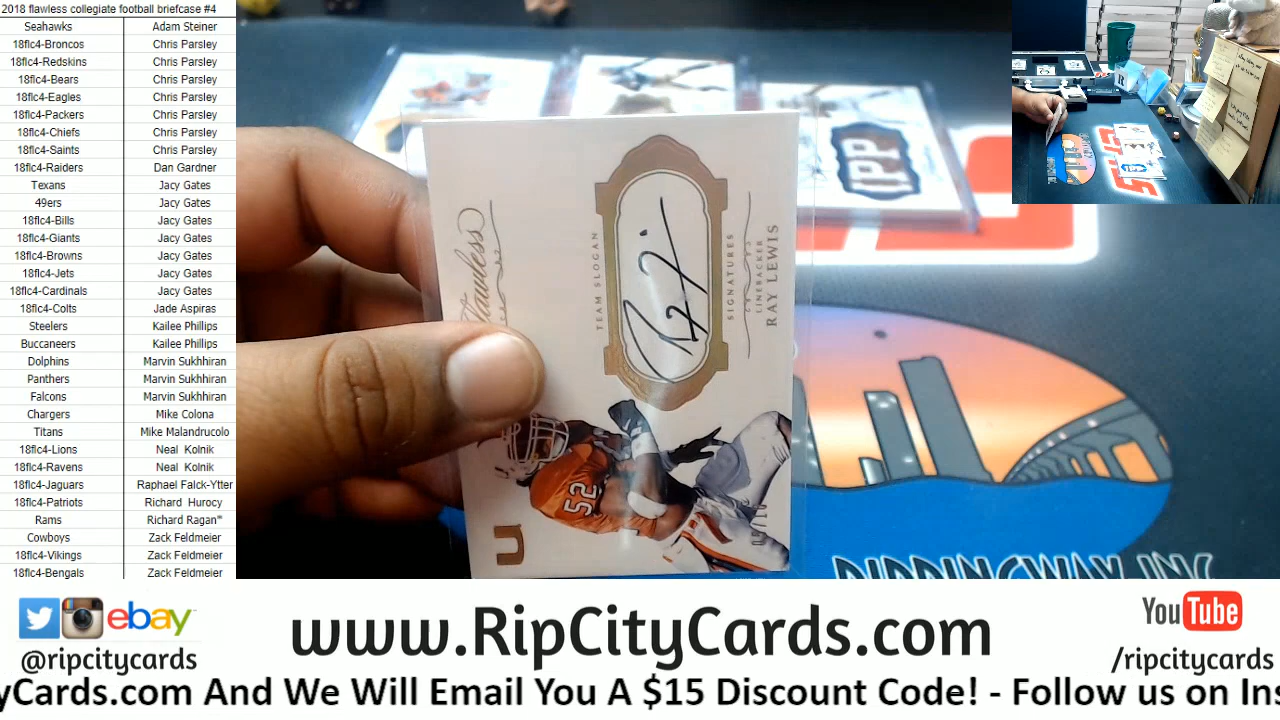 2018 flawless collegiate football briefcase #4
Seahawks Adam Steiner
18flc4-Broncos Chris Parsley
18flc4-Redskins Chris Parsley
18flc4-Bears Chris Parsley
18flc4-Eagles Chris Parsley
18flc4-Packers Chris Parsley
18flc4-Chiefs Chris Parsley
18flc4-Saints Chris Parsley
18flc4-Raiders Dan Gardner
Texans Jacy Gates
49ers Jacy Gates
18flc4-Bills Jacy Gates
18flc4-Giants Jacy Gates
18flc4-Browns Jacy Gates
18flc4-Jets Jacy Gates
18flc4-Cardinals Jacy Gates
18flc4-Colts Jade Aspiras
Steelers Kailee Phillips
Buccaneers Kailee Phillips
Dolphins Marvin Sukhhiran
Panthers Marvin Sukhhiran
Falcons Marvin Sukhhiran
Chargers Mike Colona
Titans Mike Malandrucolo
18flc4-Lions Neal Kolnik
18flc4-Ravens Neal Kolnik
18flc4-Jaguars Raphael Falck-Ytter
18flc4-Patriots Richard Hurocy
Rams Richard Ragan*
Cowboys Zack Feldmeier
18flc4-Vikings Zack Feldmeier
18flc4-Bengals Zack Feldmeier
Flawless
TEAM SLOGAN
SIGNATURES
LINEBACKER
RAY LEWIS
52
U
IPP
RIPPINGWAX, INC
ebay
@ripcitycards
www.RipCityCards.com
YouTube
/ripcitycards
yCards.com And We Will Email You A $15 Discount Code! - Follow us on Ins